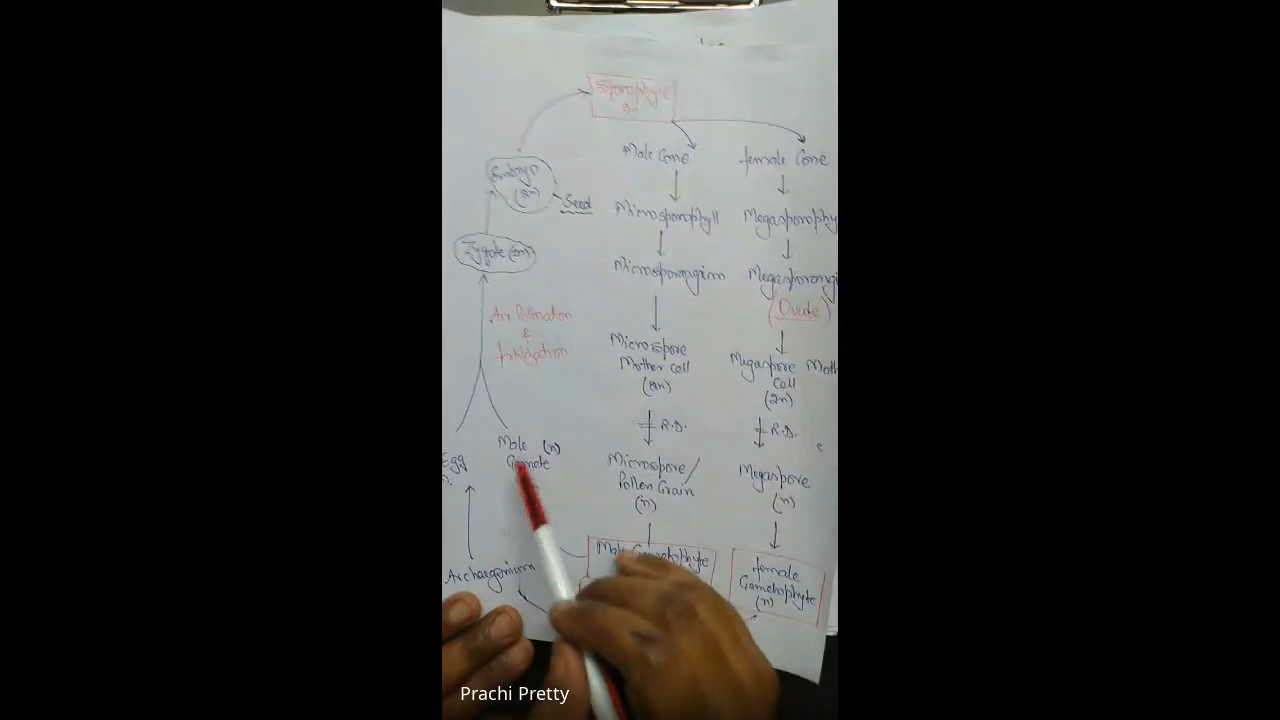 Sporophyte
2n
Male Cone
female Cone
Embryo
(2n)
Seed
Microsporophyll
Megasporophy
Zygote (2n)
Microsporangim
Megasporangi
(Ovule)
Air Pollination
&
fertilization
Microspore
Mother cell
(2n)
Megaspore Moth
Cell
(2n)
R.D.
R.D.
Male (n)
Gamete
Egg
Microspore/
Pollen Grain
(n)
Megaspore
(n)
Male Gametophyte
female
Gametophyte
(n)
Archaegonium
Prachi Pretty